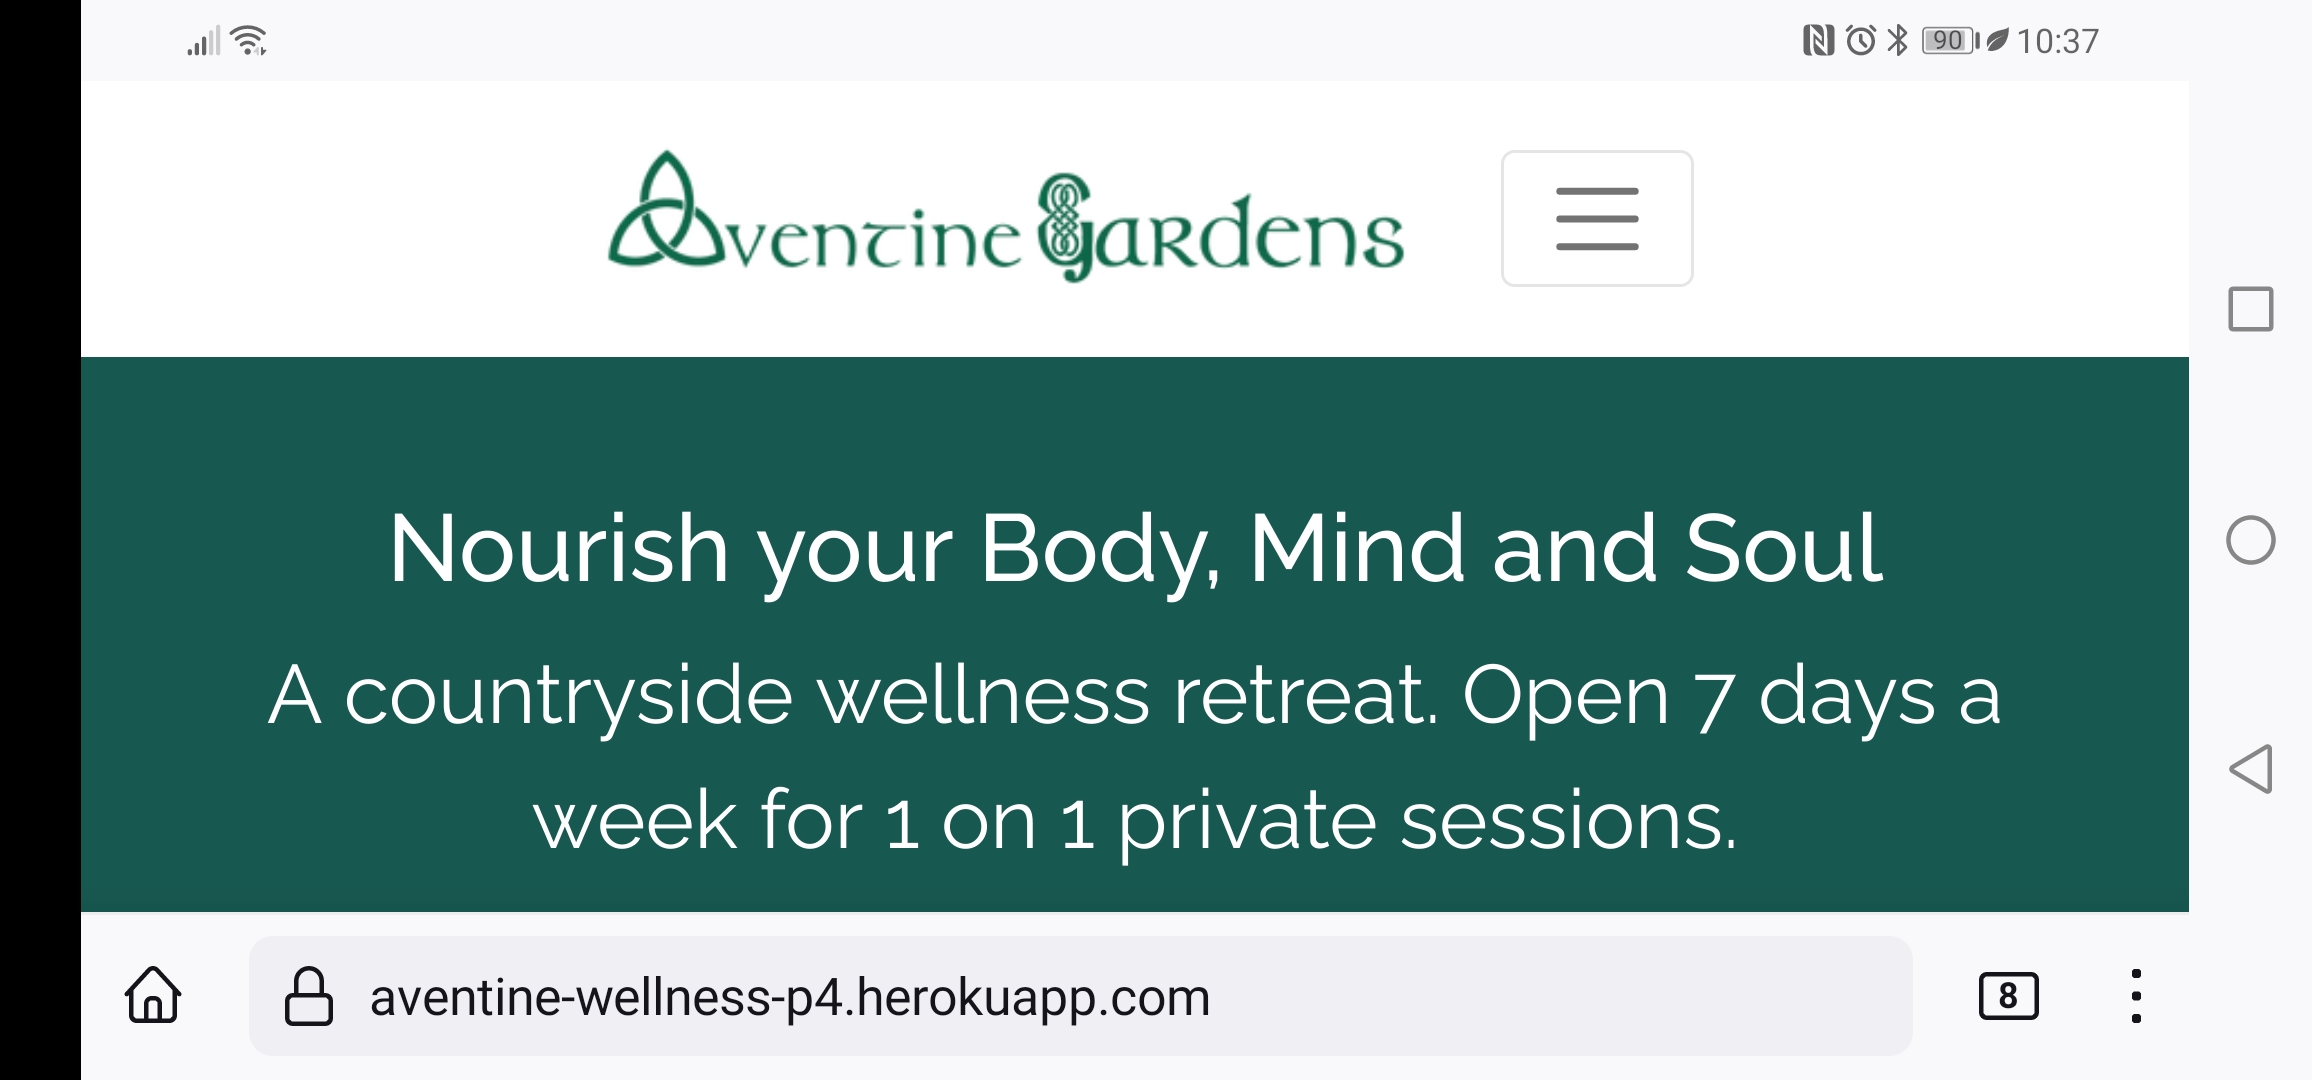 90 10:37
Aventine Gardens
Nourish your Body, Mind and Soul
A countryside wellness retreat. Open 7 days a
week for 1 on 1 private sessions.
aventine-wellness-p4.herokuapp.com 8